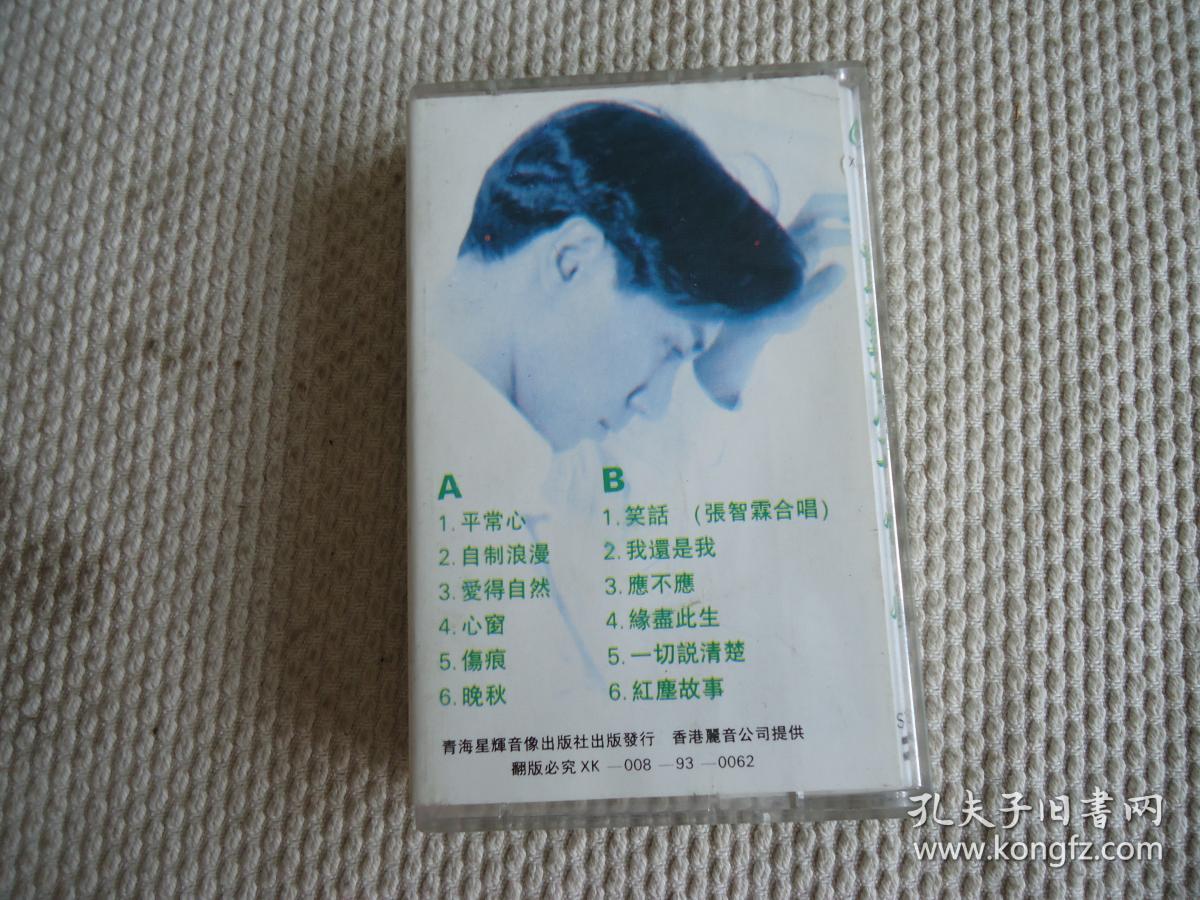 A
1.平常心
2.自制浪漫
3.愛得自然
4.心窗
5.傷痕
6.晚秋
B
1.笑話 (張智霖合唱)
2.我還是我
3.應不應
4.緣盡此生
5.一切説清楚
6.紅塵故事
青海星輝音像出版社出版發行 香港麗音公司提供
翻版必究 XK—008—93—0062
孔夫子旧書网
www.kongfz.com